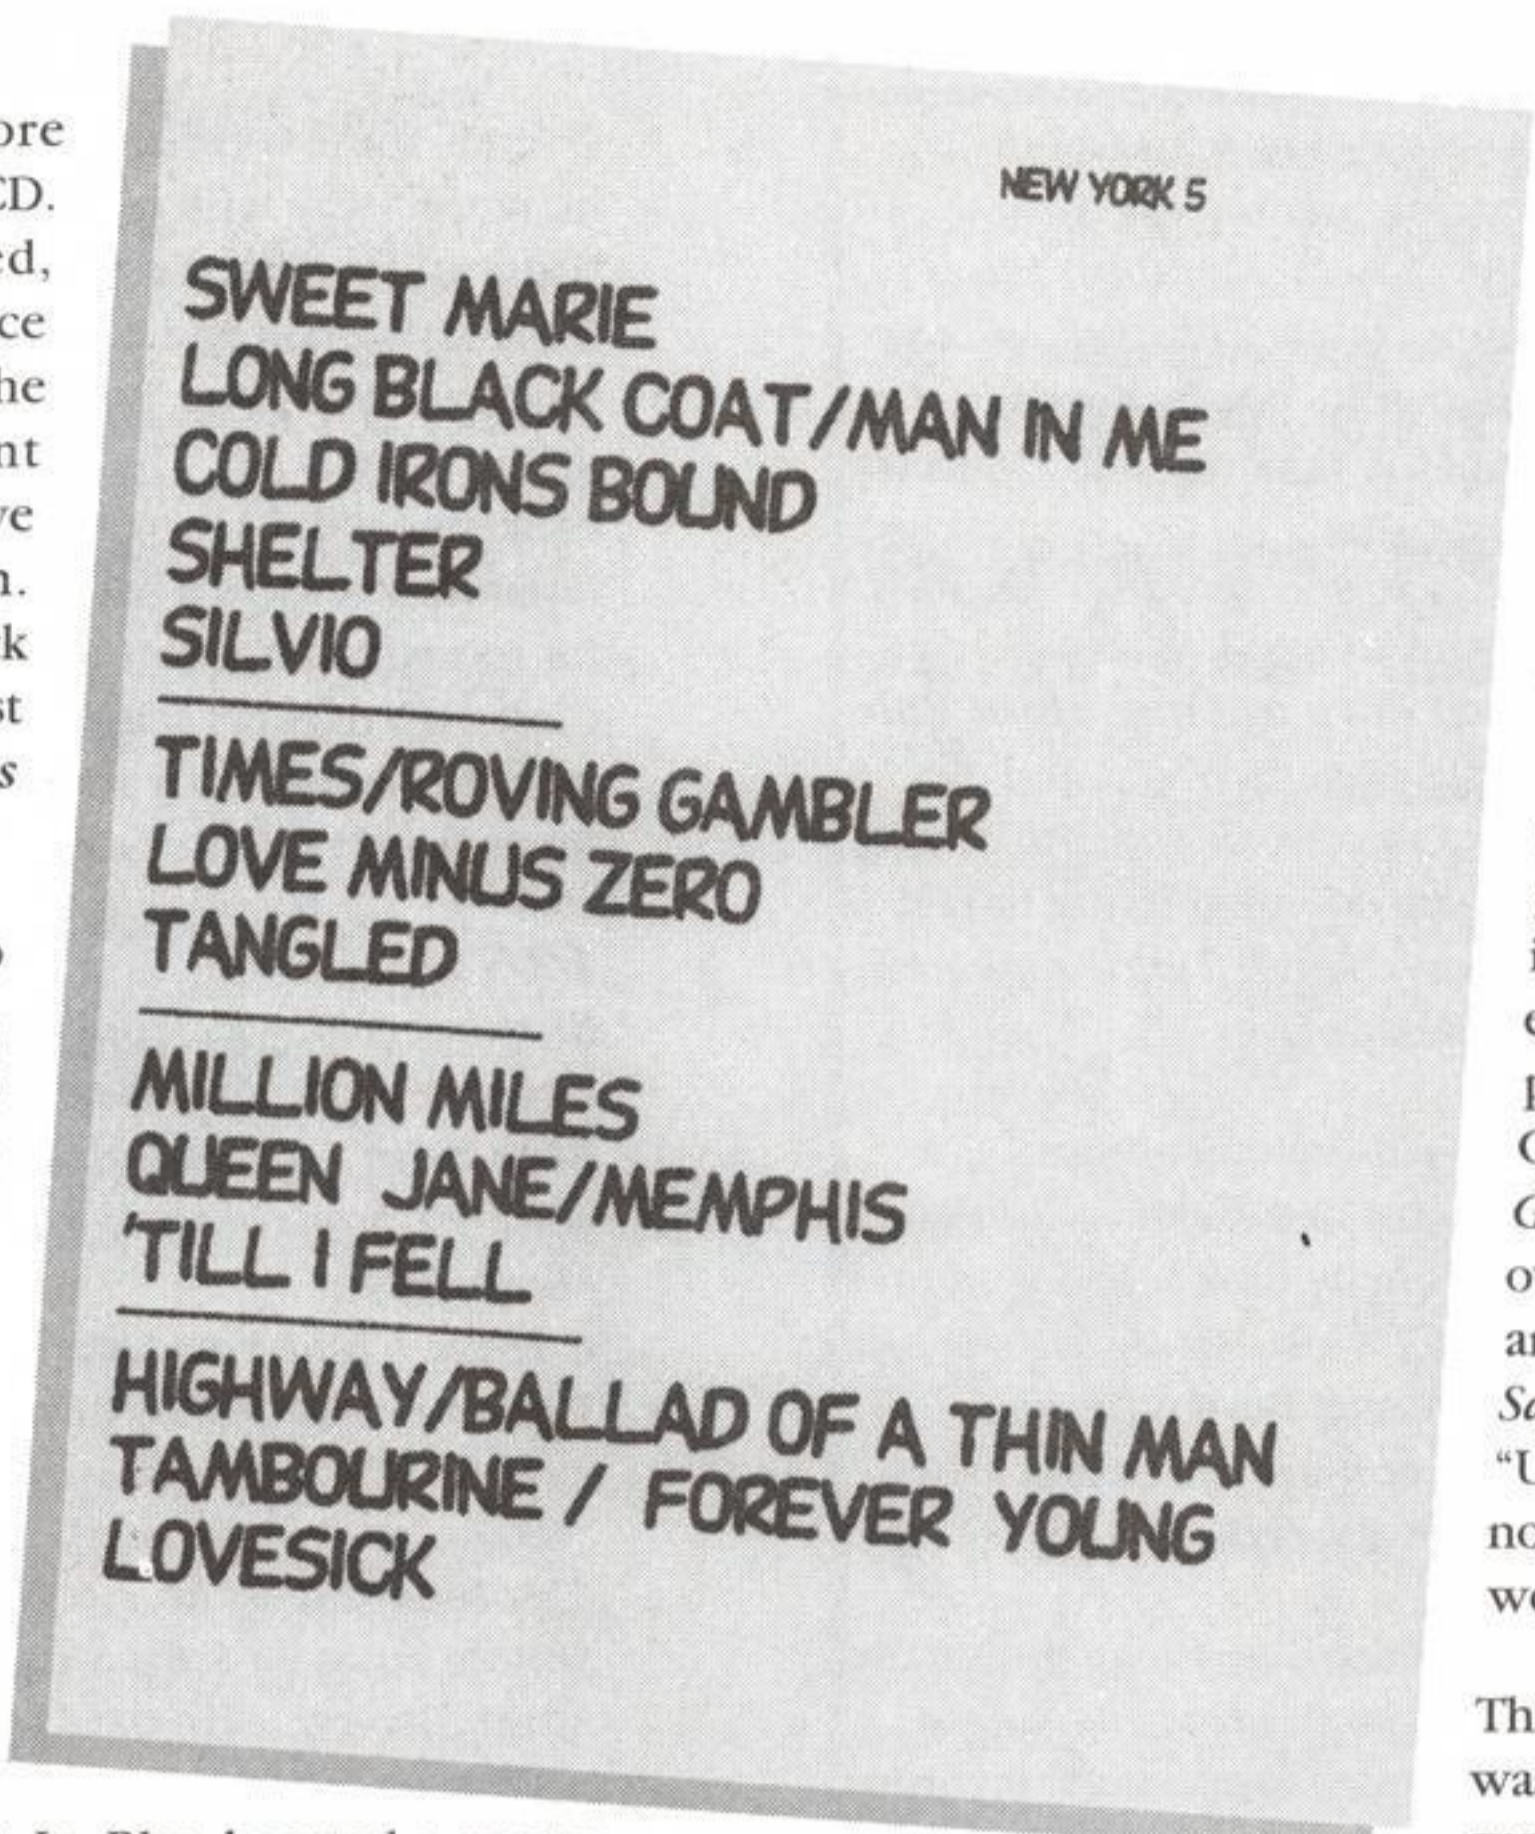 NEW YORK 5
SWEET MARIE
LONG BLACK COAT/MAN IN ME
COLD IRONS BOUND
SHELTER
SILVIO
TIMES/ROVING GAMBLER
LOVE MINUS ZERO
TANGLED
MILLION MILES
QUEEN JANE/MEMPHIS
'TILL I FELL
HIGHWAY/BALLAD OF A THIN MAN
TAMBOURINE / FOREVER YOUNG
LOVESICK